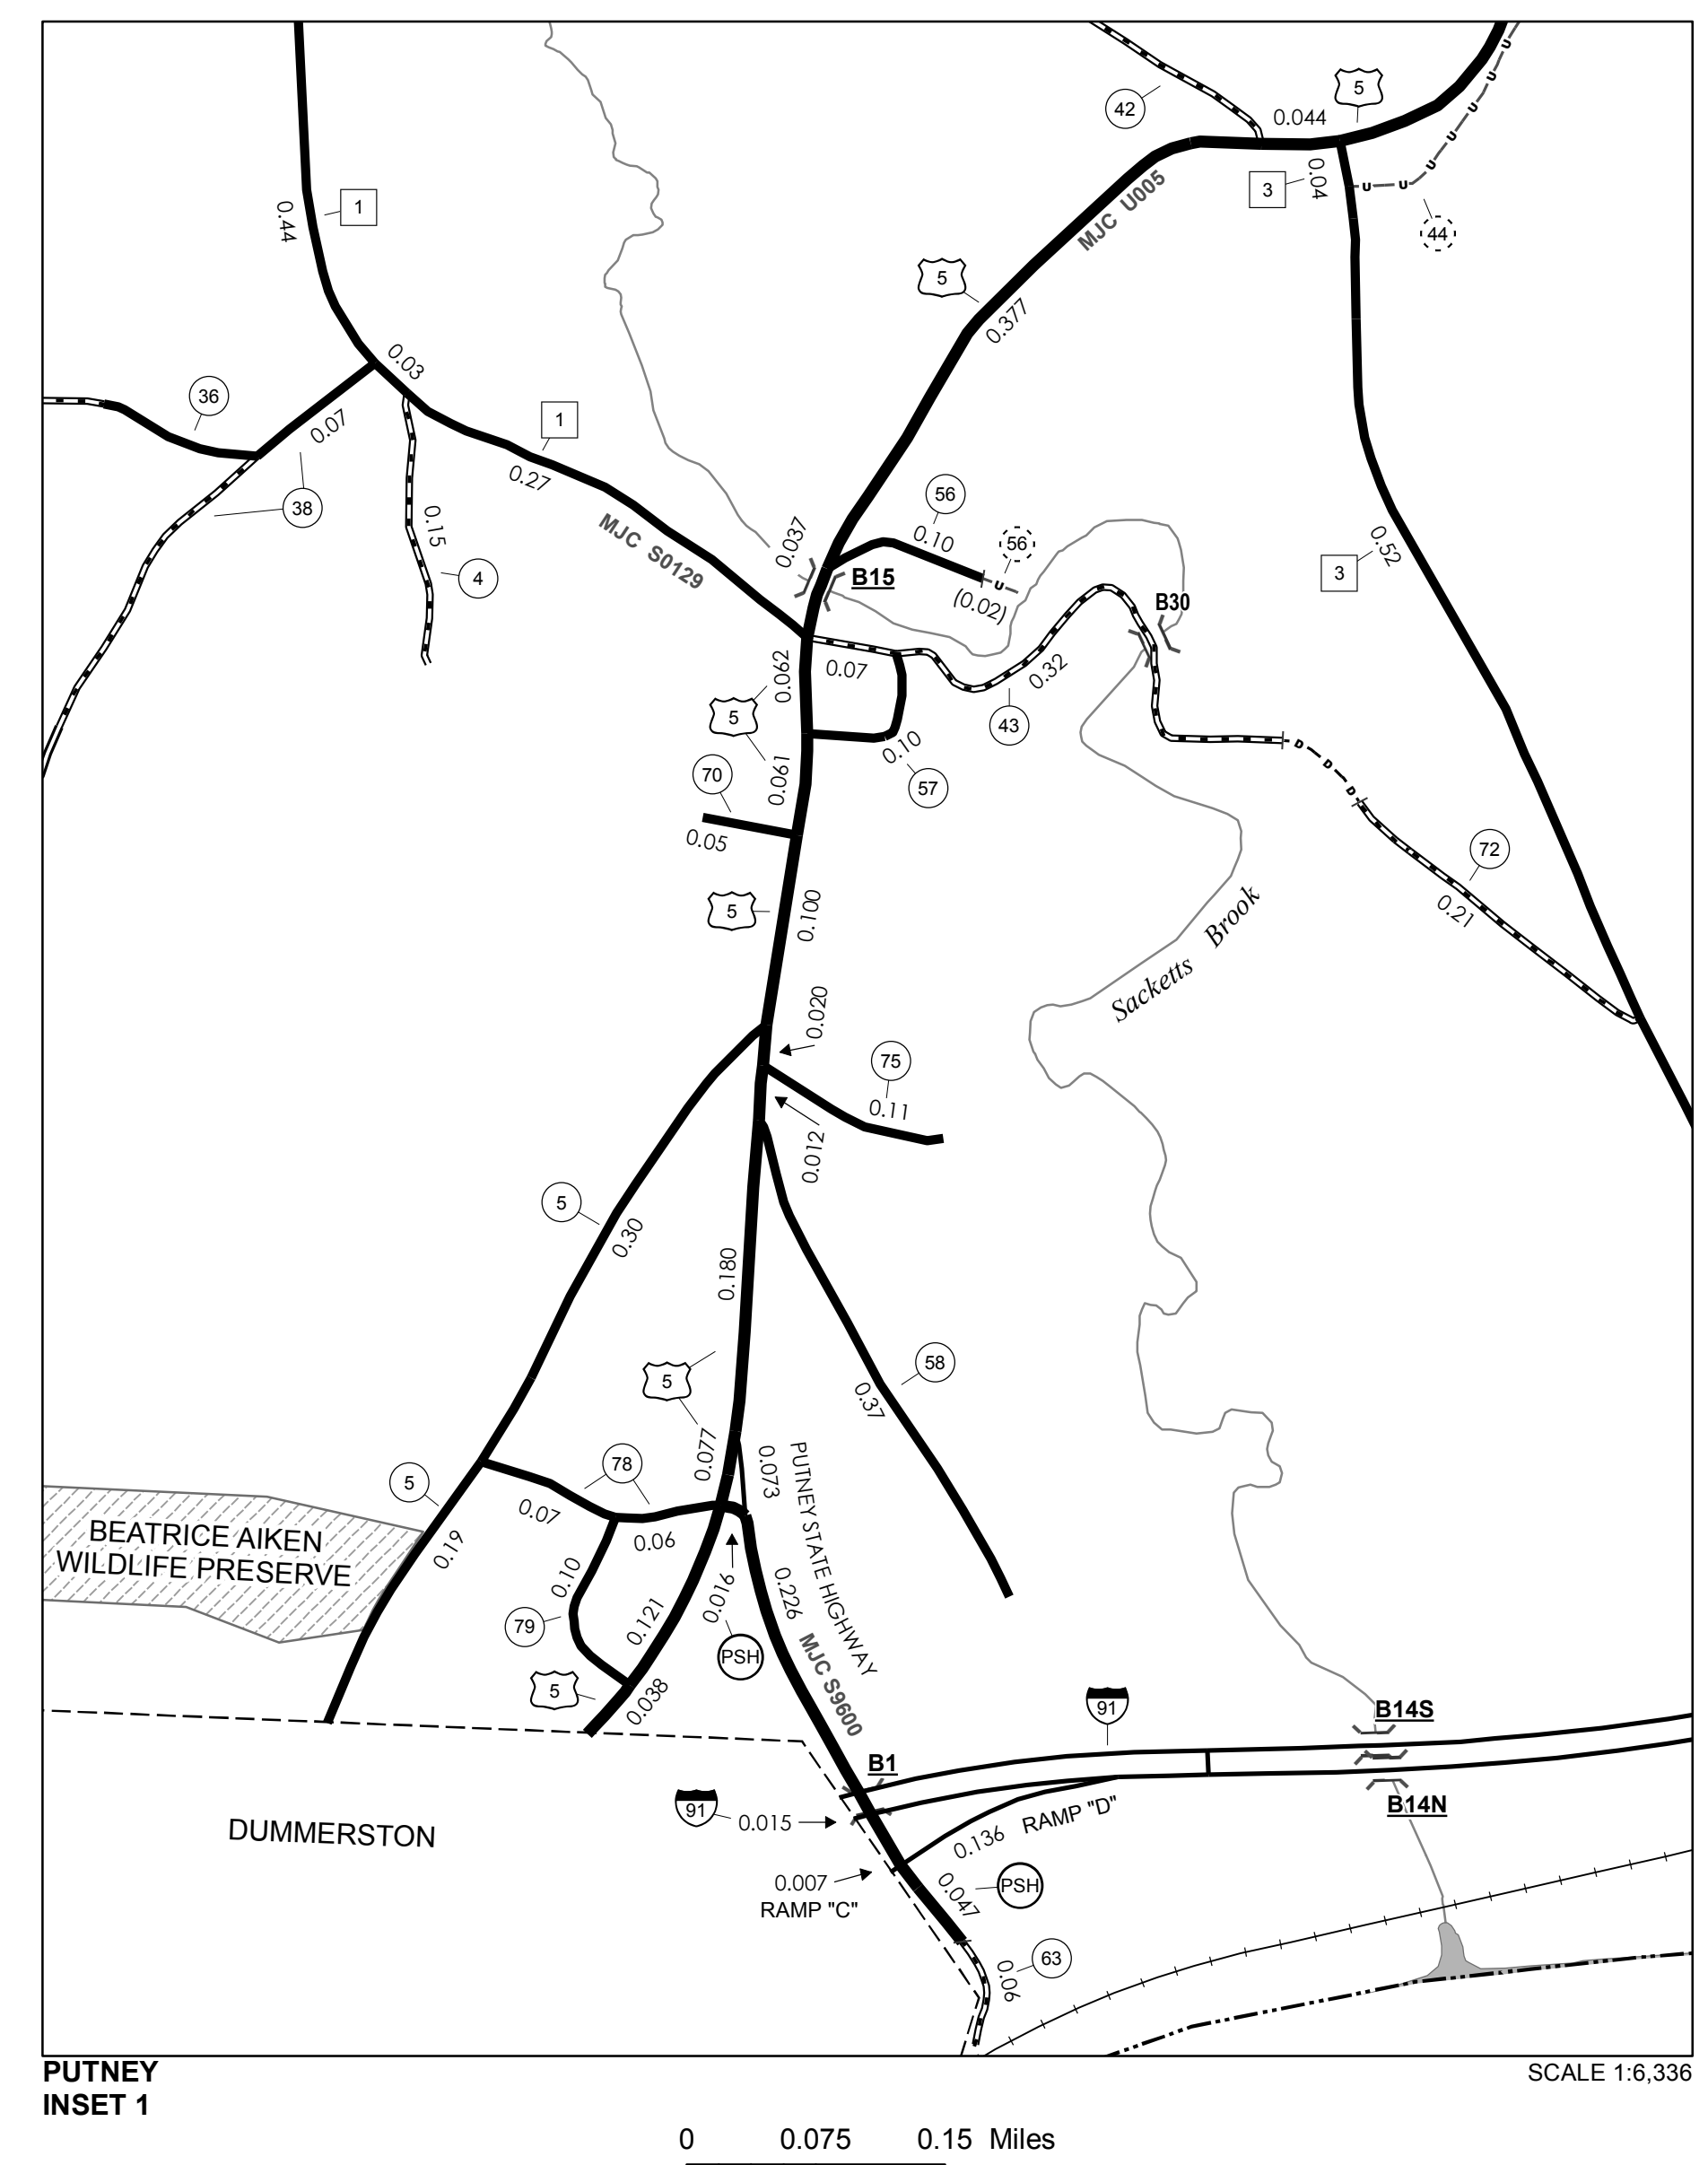 5
42
0.044
3
0.04
U
U
U
U
U
U
U
44
1
0.44
MJC U005
5
0.377
0.03
36
0.07
38
1
0.27
0.15
4
MJC S0129
0.037
56
0.10
56
U
(0.02)
B15
B30
3
0.52
0.062
0.07
0.32
5
43
0.10
57
70
0.061
0.05
D
D
D
72
0.21
5
0.100
Sacketts Brook
0.020
75
0.11
0.012
5
0.30
0.180
5
58
0.37
0.077
0.073
PUTNEY STATE HIGHWAY
78
5
0.07
0.06
BEATRICE AIKEN
WILDLIFE PRESERVE
0.19
0.10
79
0.121
0.016
PSH
0.226
MJC S9600
5
0.038
91
B14S
B1
91
0.015
B14N
RAMP "D"
0.136
DUMMERSTON
0.007
RAMP "C"
0.047
PSH
63
0.06
PUTNEY
INSET 1
SCALE 1:6,336
0 0.075 0.15 Miles